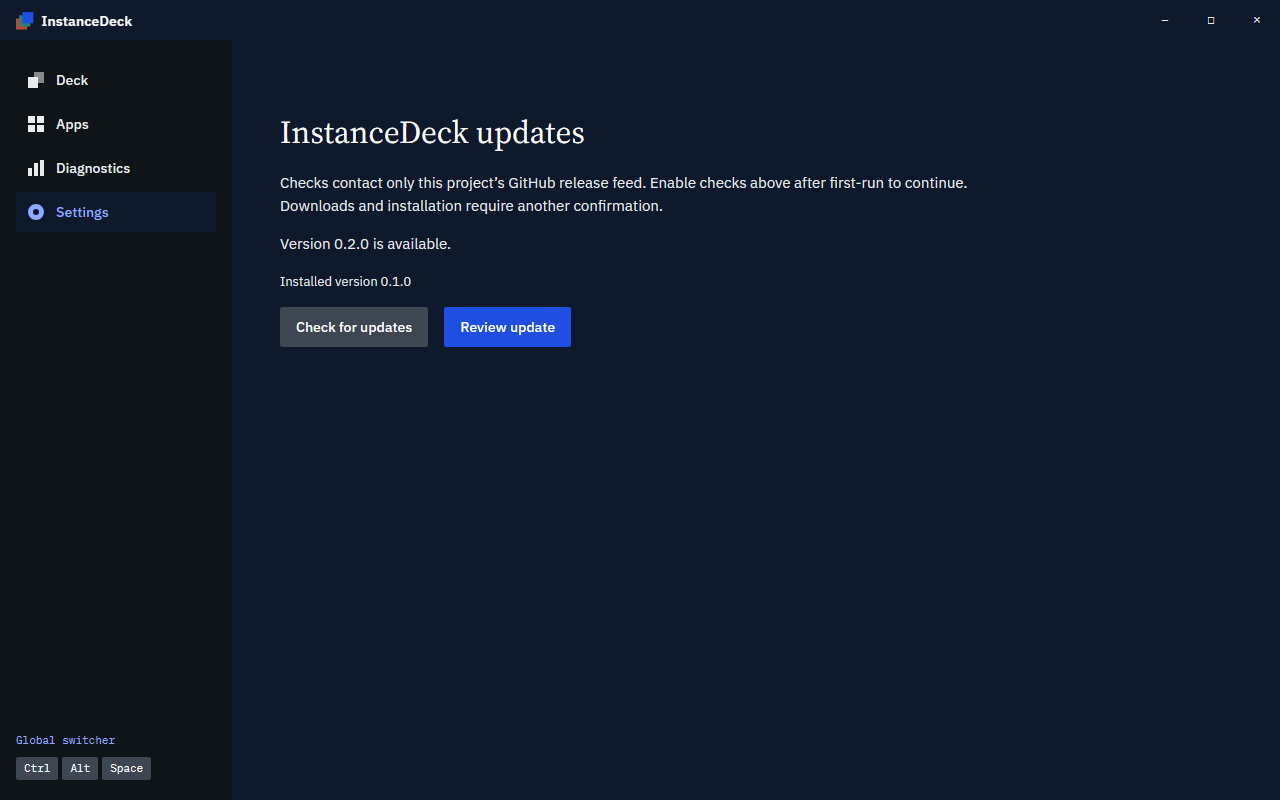 InstanceDeck
Deck
Apps
Diagnostics
Settings
InstanceDeck updates
Checks contact only this project’s GitHub release feed. Enable checks above after first-run to continue.
Downloads and installation require another confirmation.
Version 0.2.0 is available.
Installed version 0.1.0
Check for updates
Review update
Global switcher
Ctrl Alt Space